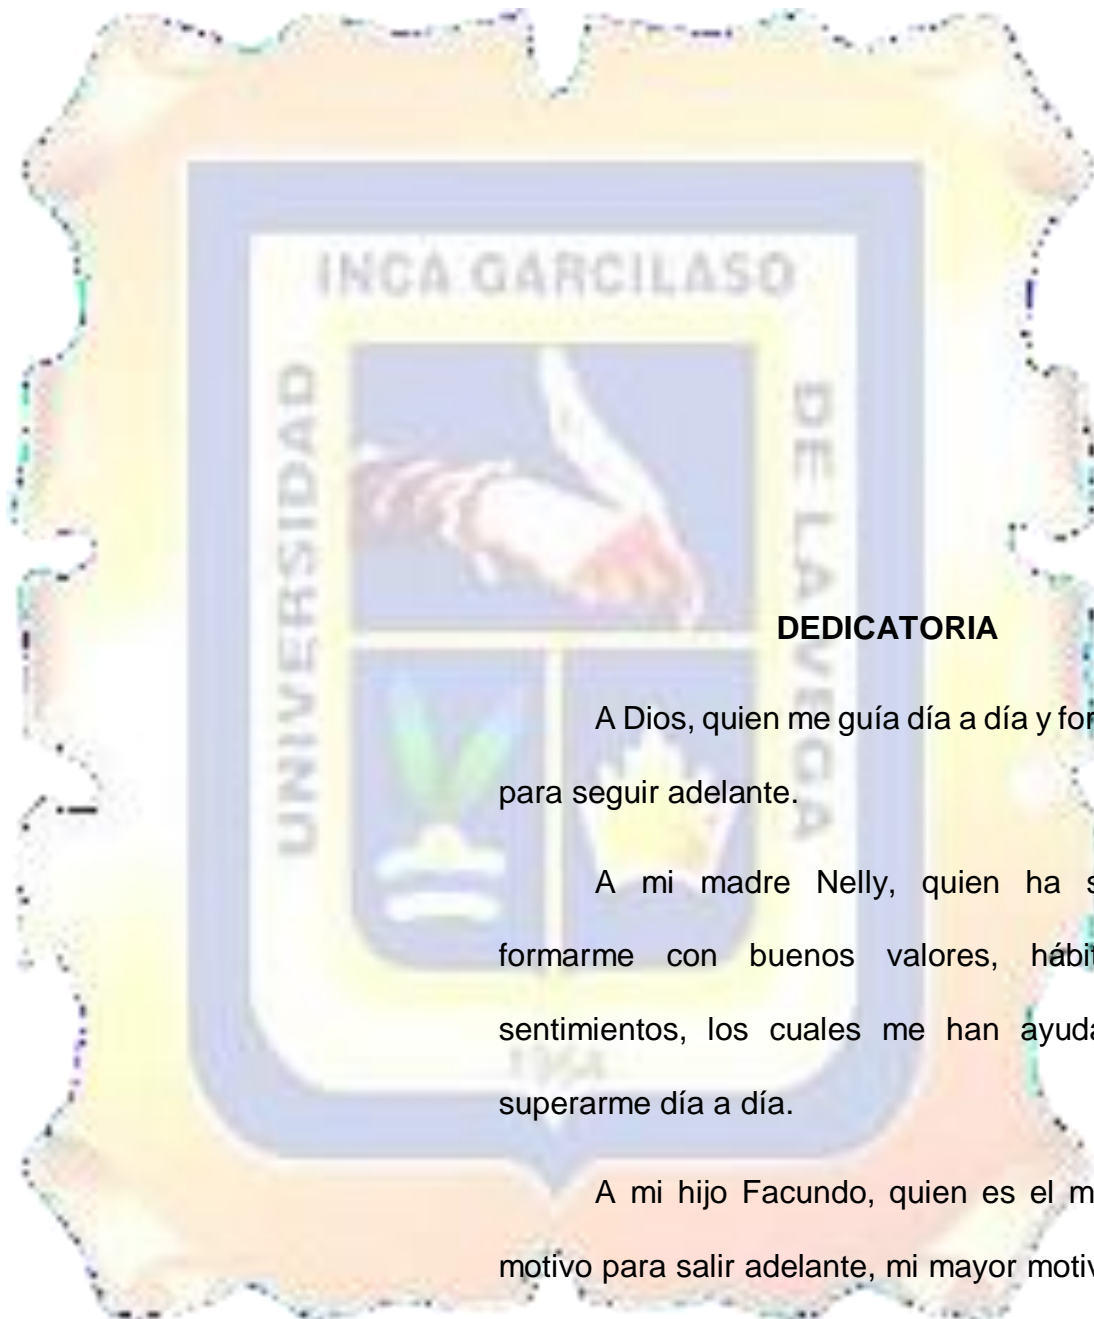 INCA GARCILASO
UNIVERSIDAD
DE LA VEGA
1964
DEDICATORIA
A Dios, quien me guía día a día y for
para seguir adelante.
A mi madre Nelly, quien ha s
formarme con buenos valores, hábit
sentimientos, los cuales me han ayuda
superarme día a día.
A mi hijo Facundo, quien es el m
motivo para salir adelante, mi mayor motiv